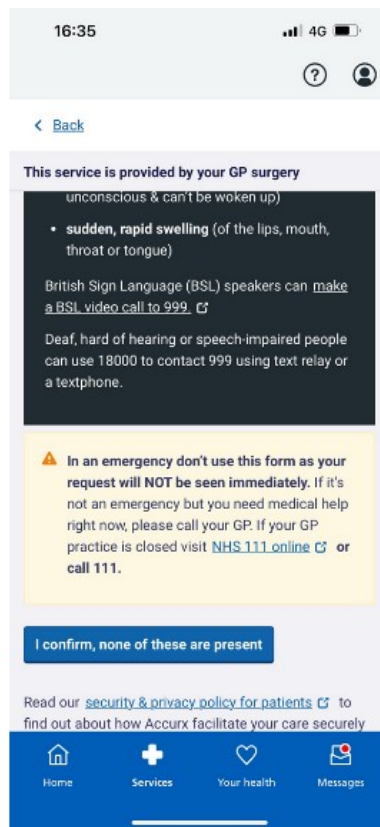 16:35
4G
?
Back
This service is provided by your GP surgery
unconscious & can't be woken up)
• sudden, rapid swelling (of the lips, mouth,
throat or tongue)
British Sign Language (BSL) speakers can make
a BSL video call to 999.
Deaf, hard of hearing or speech-impaired people
can use 18000 to contact 999 using text relay or
a textphone.
In an emergency don't use this form as your
request will NOT be seen immediately. If it's
not an emergency but you need medical help
right now, please call your GP. If your GP
practice is closed visit NHS 111 online or
call 111.
I confirm, none of these are present
Read our security & privacy policy for patients to
find out about how Accurx facilitate your care securely
Home Services Your health Messages